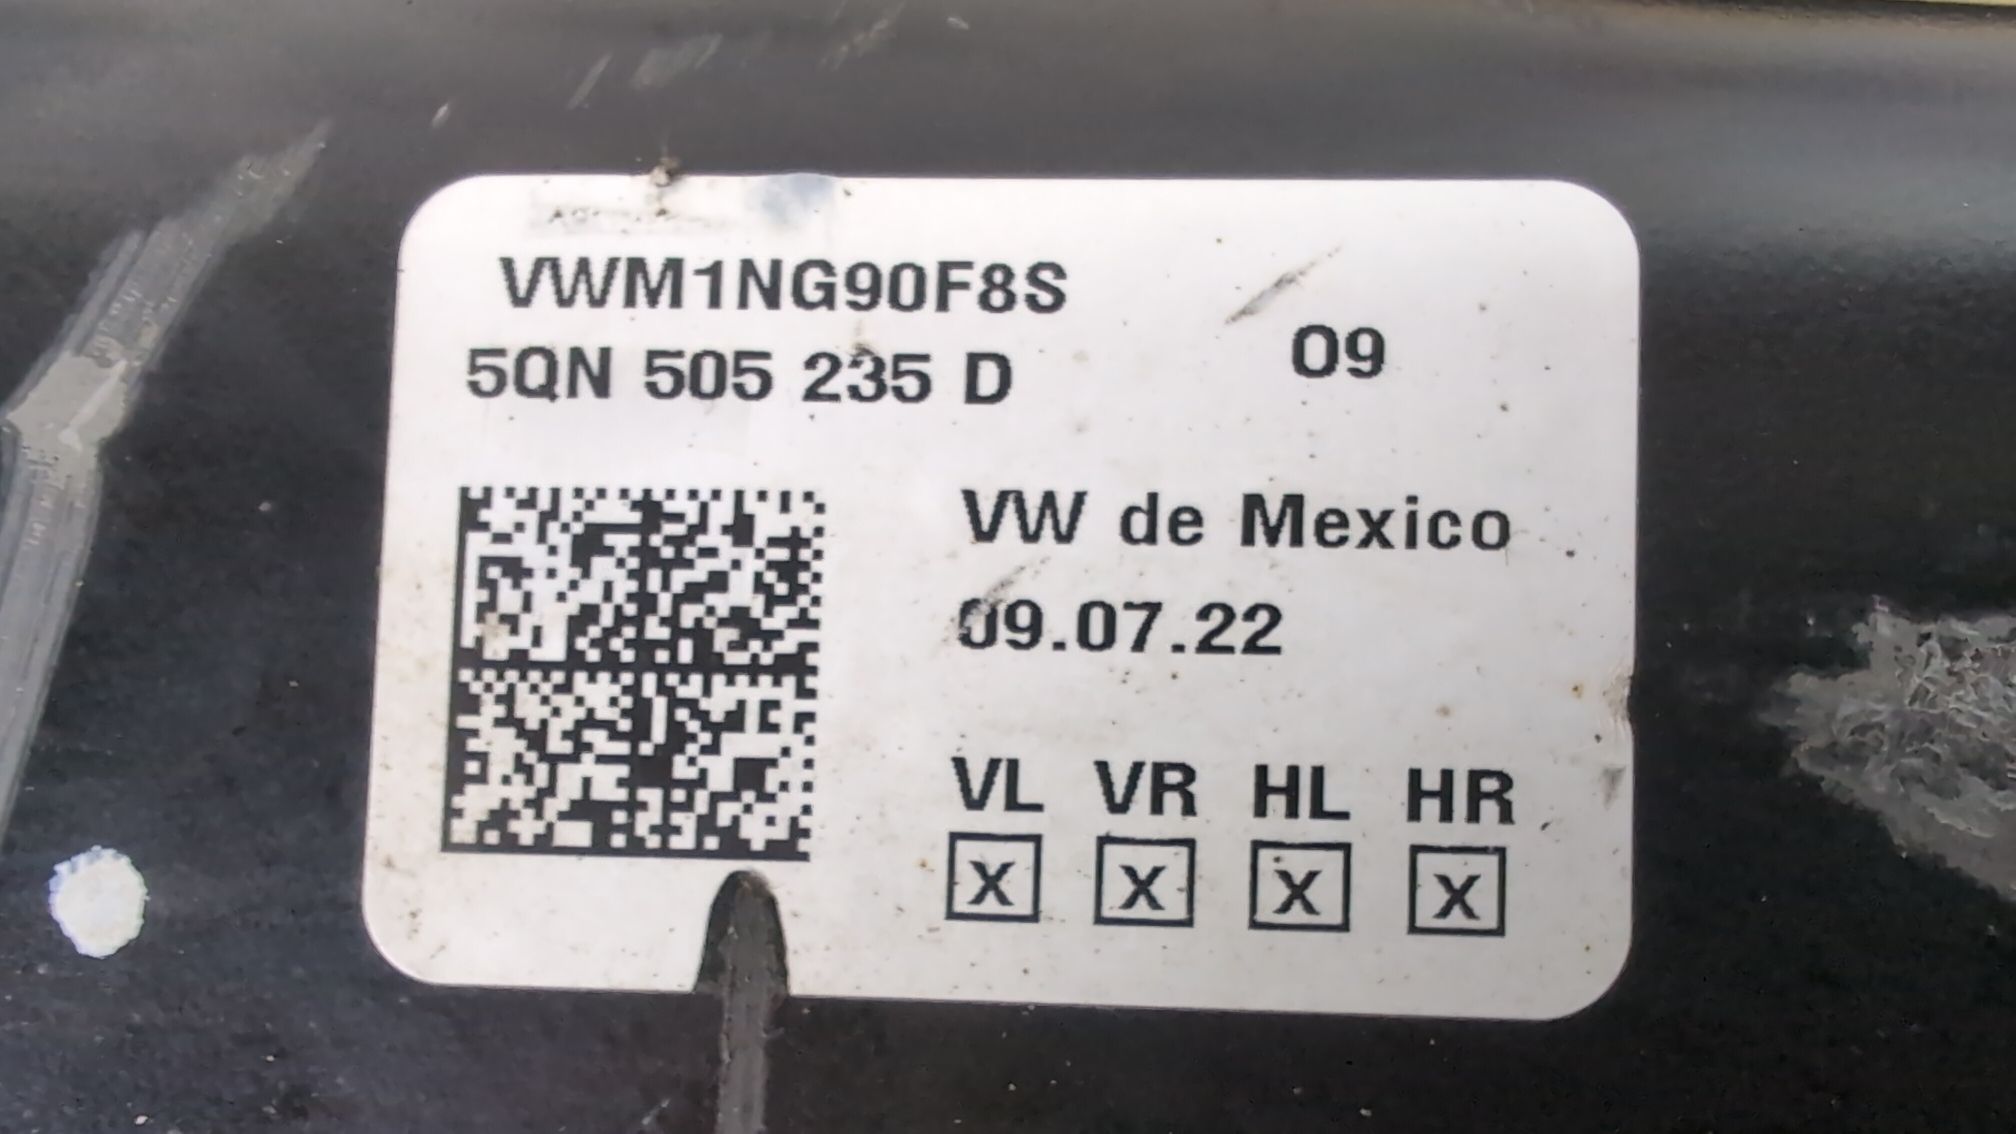 VWM1NG90F8S
5QN 505 235 D
09
VW de Mexico
09.07.22
VL VR HL HR
X X X X